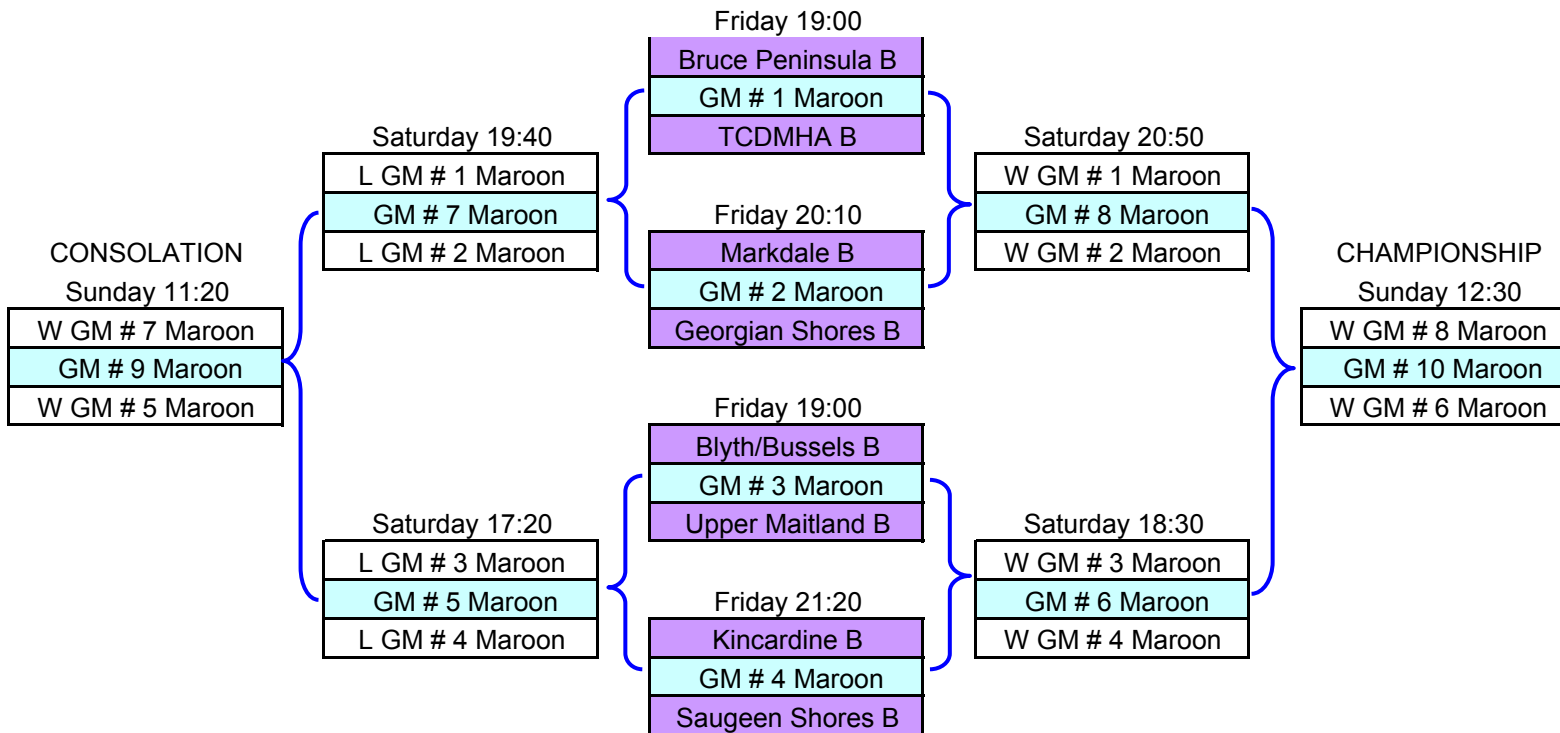 Friday 19:00
Bruce Peninsula B
GM # 1 Maroon
TCDMHA B
Saturday 19:40
L GM # 1 Maroon
GM # 7 Maroon
L GM # 2 Maroon
Saturday 20:50
W GM # 1 Maroon
GM # 8 Maroon
W GM # 2 Maroon
Friday 20:10
Markdale B
GM # 2 Maroon
Georgian Shores B
CONSOLATION
Sunday 11:20
W GM # 7 Maroon
GM # 9 Maroon
W GM # 5 Maroon
CHAMPIONSHIP
Sunday 12:30
W GM # 8 Maroon
GM # 10 Maroon
W GM # 6 Maroon
Friday 19:00
Blyth/Bussels B
GM # 3 Maroon
Upper Maitland B
Saturday 17:20
L GM # 3 Maroon
GM # 5 Maroon
L GM # 4 Maroon
Saturday 18:30
W GM # 3 Maroon
GM # 6 Maroon
W GM # 4 Maroon
Friday 21:20
Kincardine B
GM # 4 Maroon
Saugeen Shores B